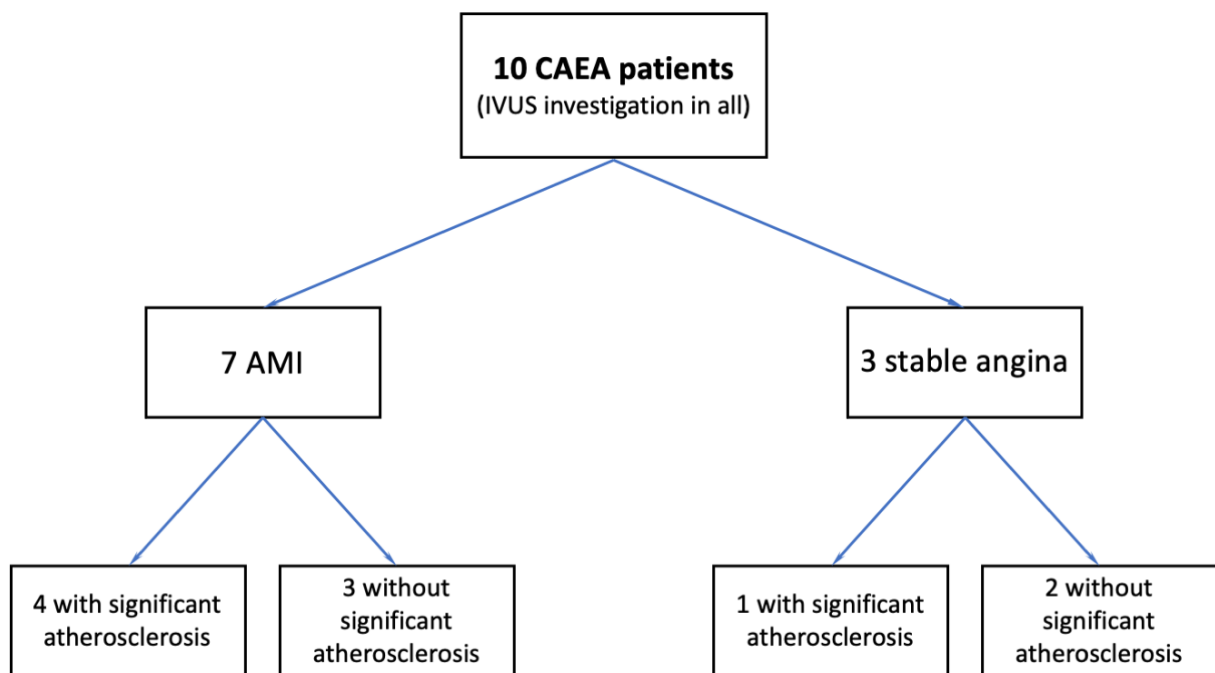 10 CAEA patients
(IVUS investigation in all)
7 AMI
3 stable angina
4 with significant
atherosclerosis
3 without
significant
atherosclerosis
1 with significant
atherosclerosis
2 without
significant
atherosclerosis